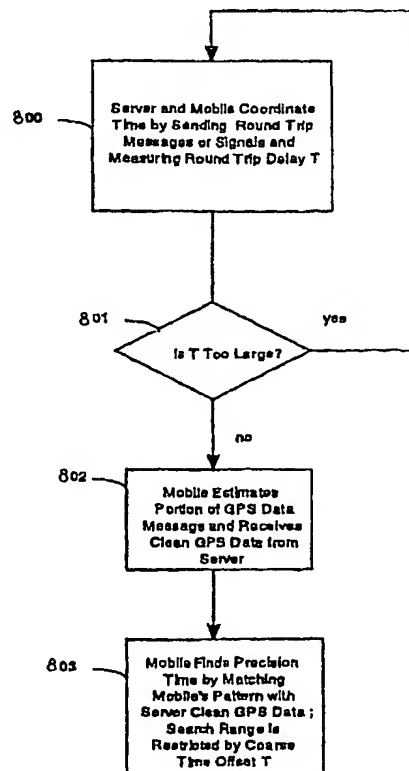 800
Server and Mobile Coordinate
Time by Sending Round Trip
Messages or Signals and
Measuring Round Trip Delay T
801
yes
Is T Too Large?
no
802
Mobile Estimates
Portion of GPS Data
Message and Receives
Clean GPS Data from
Server
803
Mobile Finds Precision
Time by Matching
Mobile's Pattern with
Server Clean GPS Data ;
Search Range is
Restricted by Coarse
Time Offset T